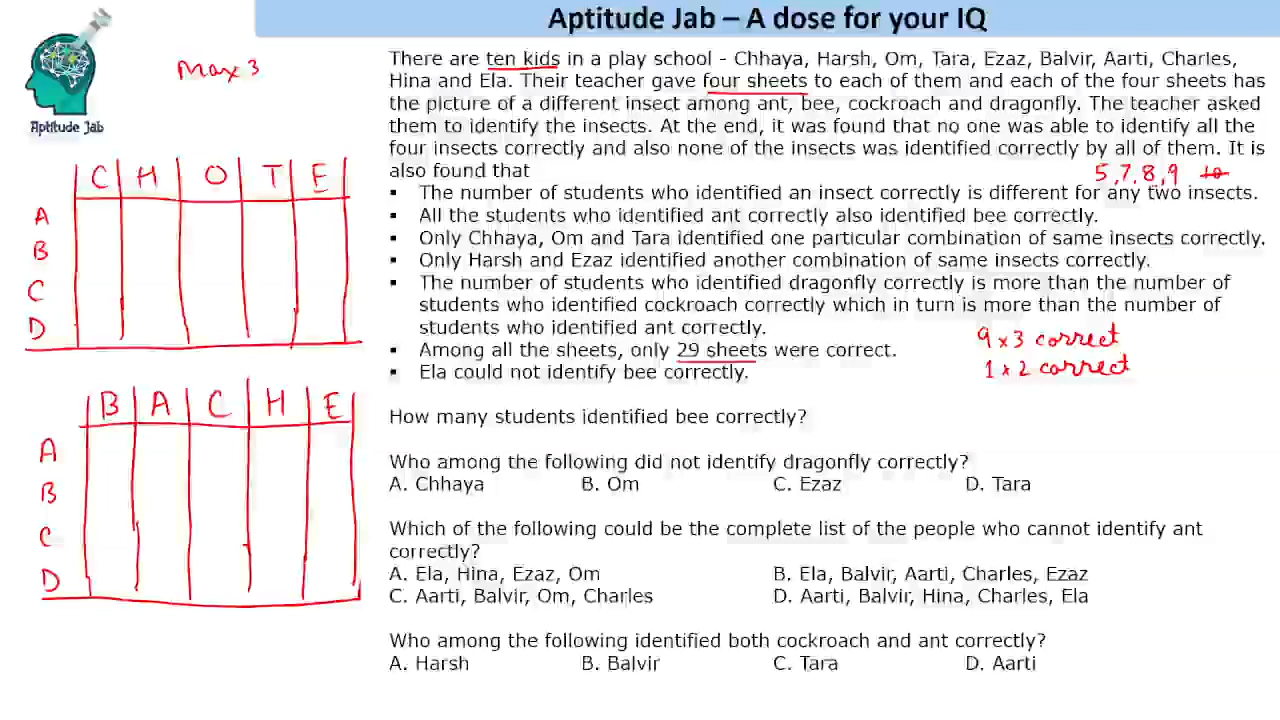 Aptitude Jab – A dose for your IQ
Aptitude Jab
Max 3
There are ten kids in a play school - Chhaya, Harsh, Om, Tara, Ezaz, Balvir, Aarti, Charles,
Hina and Ela. Their teacher gave four sheets to each of them and each of the four sheets has
the picture of a different insect among ant, bee, cockroach and dragonfly. The teacher asked
them to identify the insects. At the end, it was found that no one was able to identify all the
four insects correctly and also none of the insects was identified correctly by all of them. It is
also found that
5, 7, 8, 9 10
▪ The number of students who identified an insect correctly is different for any two insects.
▪ All the students who identified ant correctly also identified bee correctly.
▪ Only Chhaya, Om and Tara identified one particular combination of same insects correctly.
▪ Only Harsh and Ezaz identified another combination of same insects correctly.
▪ The number of students who identified dragonfly correctly is more than the number of
students who identified cockroach correctly which in turn is more than the number of
students who identified ant correctly.
▪ Among all the sheets, only 29 sheets were correct.
▪ Ela could not identify bee correctly.
9 x 3 correct
1 x 2 correct
How many students identified bee correctly?
Who among the following did not identify dragonfly correctly?
A. Chhaya B. Om C. Ezaz D. Tara
Which of the following could be the complete list of the people who cannot identify ant
correctly?
A. Ela, Hina, Ezaz, Om B. Ela, Balvir, Aarti, Charles, Ezaz
C. Aarti, Balvir, Om, Charles D. Aarti, Balvir, Hina, Charles, Ela
Who among the following identified both cockroach and ant correctly?
A. Harsh B. Balvir C. Tara D. Aarti
C H O T E
A
B
C
D
B A C H E
A
B
C
D